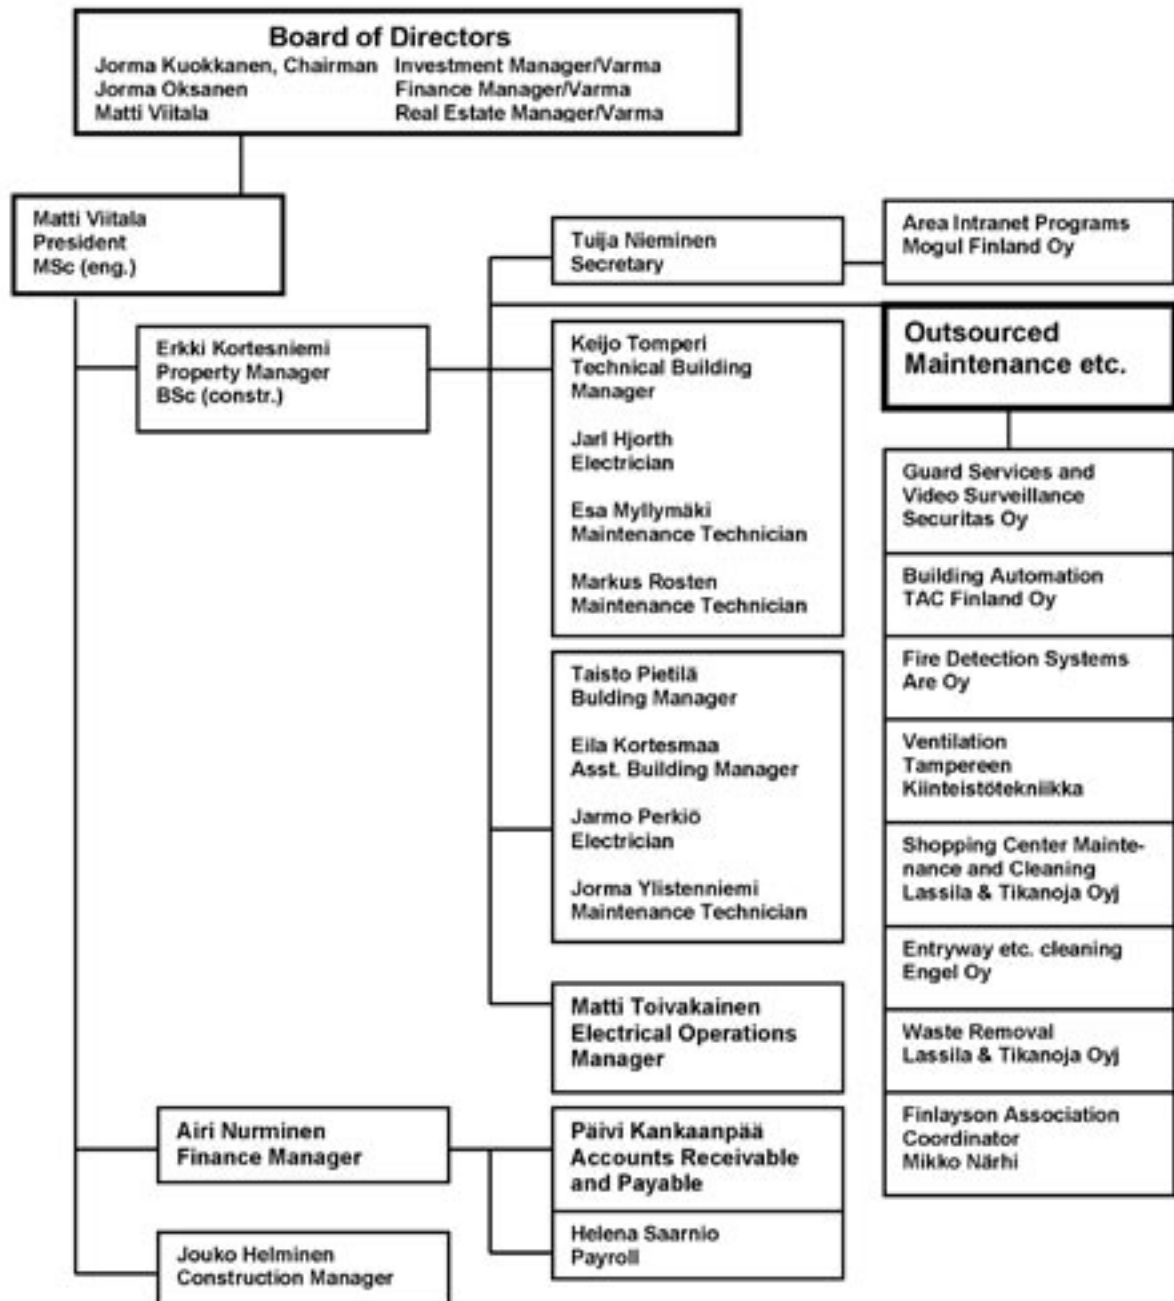 Board of Directors
Jorma Kuokkanen, Chairman Investment Manager/Varma
Jorma Oksanen Finance Manager/Varma
Matti Viitala Real Estate Manager/Varma
Matti Viitala
President
MSc (eng.)
Erkki Kortesniemi
Property Manager
BSc (constr.)
Tuija Nieminen
Secretary
Area Intranet Programs
Mogul Finland Oy
Keijo Tomperi
Technical Building
Manager
Jarl Hjorth
Electrician
Esa Myllymäki
Maintenance Technician
Markus Rosten
Maintenance Technician
Taisto Pietilä
Bulding Manager
Eila Kortesmaa
Asst. Building Manager
Jarmo Perkiö
Electrician
Jorma Ylistenniemi
Maintenance Technician
Matti Toivakainen
Electrical Operations
Manager
Outsourced
Maintenance etc.
Guard Services and
Video Surveillance
Securitas Oy
Building Automation
TAC Finland Oy
Fire Detection Systems
Are Oy
Ventilation
Tampereen
Kiinteistötekniikka
Shopping Center Mainte-
nance and Cleaning
Lassila & Tikanoja Oyj
Entryway etc. cleaning
Engel Oy
Waste Removal
Lassila & Tikanoja Oyj
Finlayson Association
Coordinator
Mikko Närhi
Airi Nurminen
Finance Manager
Päivi Kankaanpää
Accounts Receivable
and Payable
Helena Saarnio
Payroll
Jouko Helminen
Construction Manager